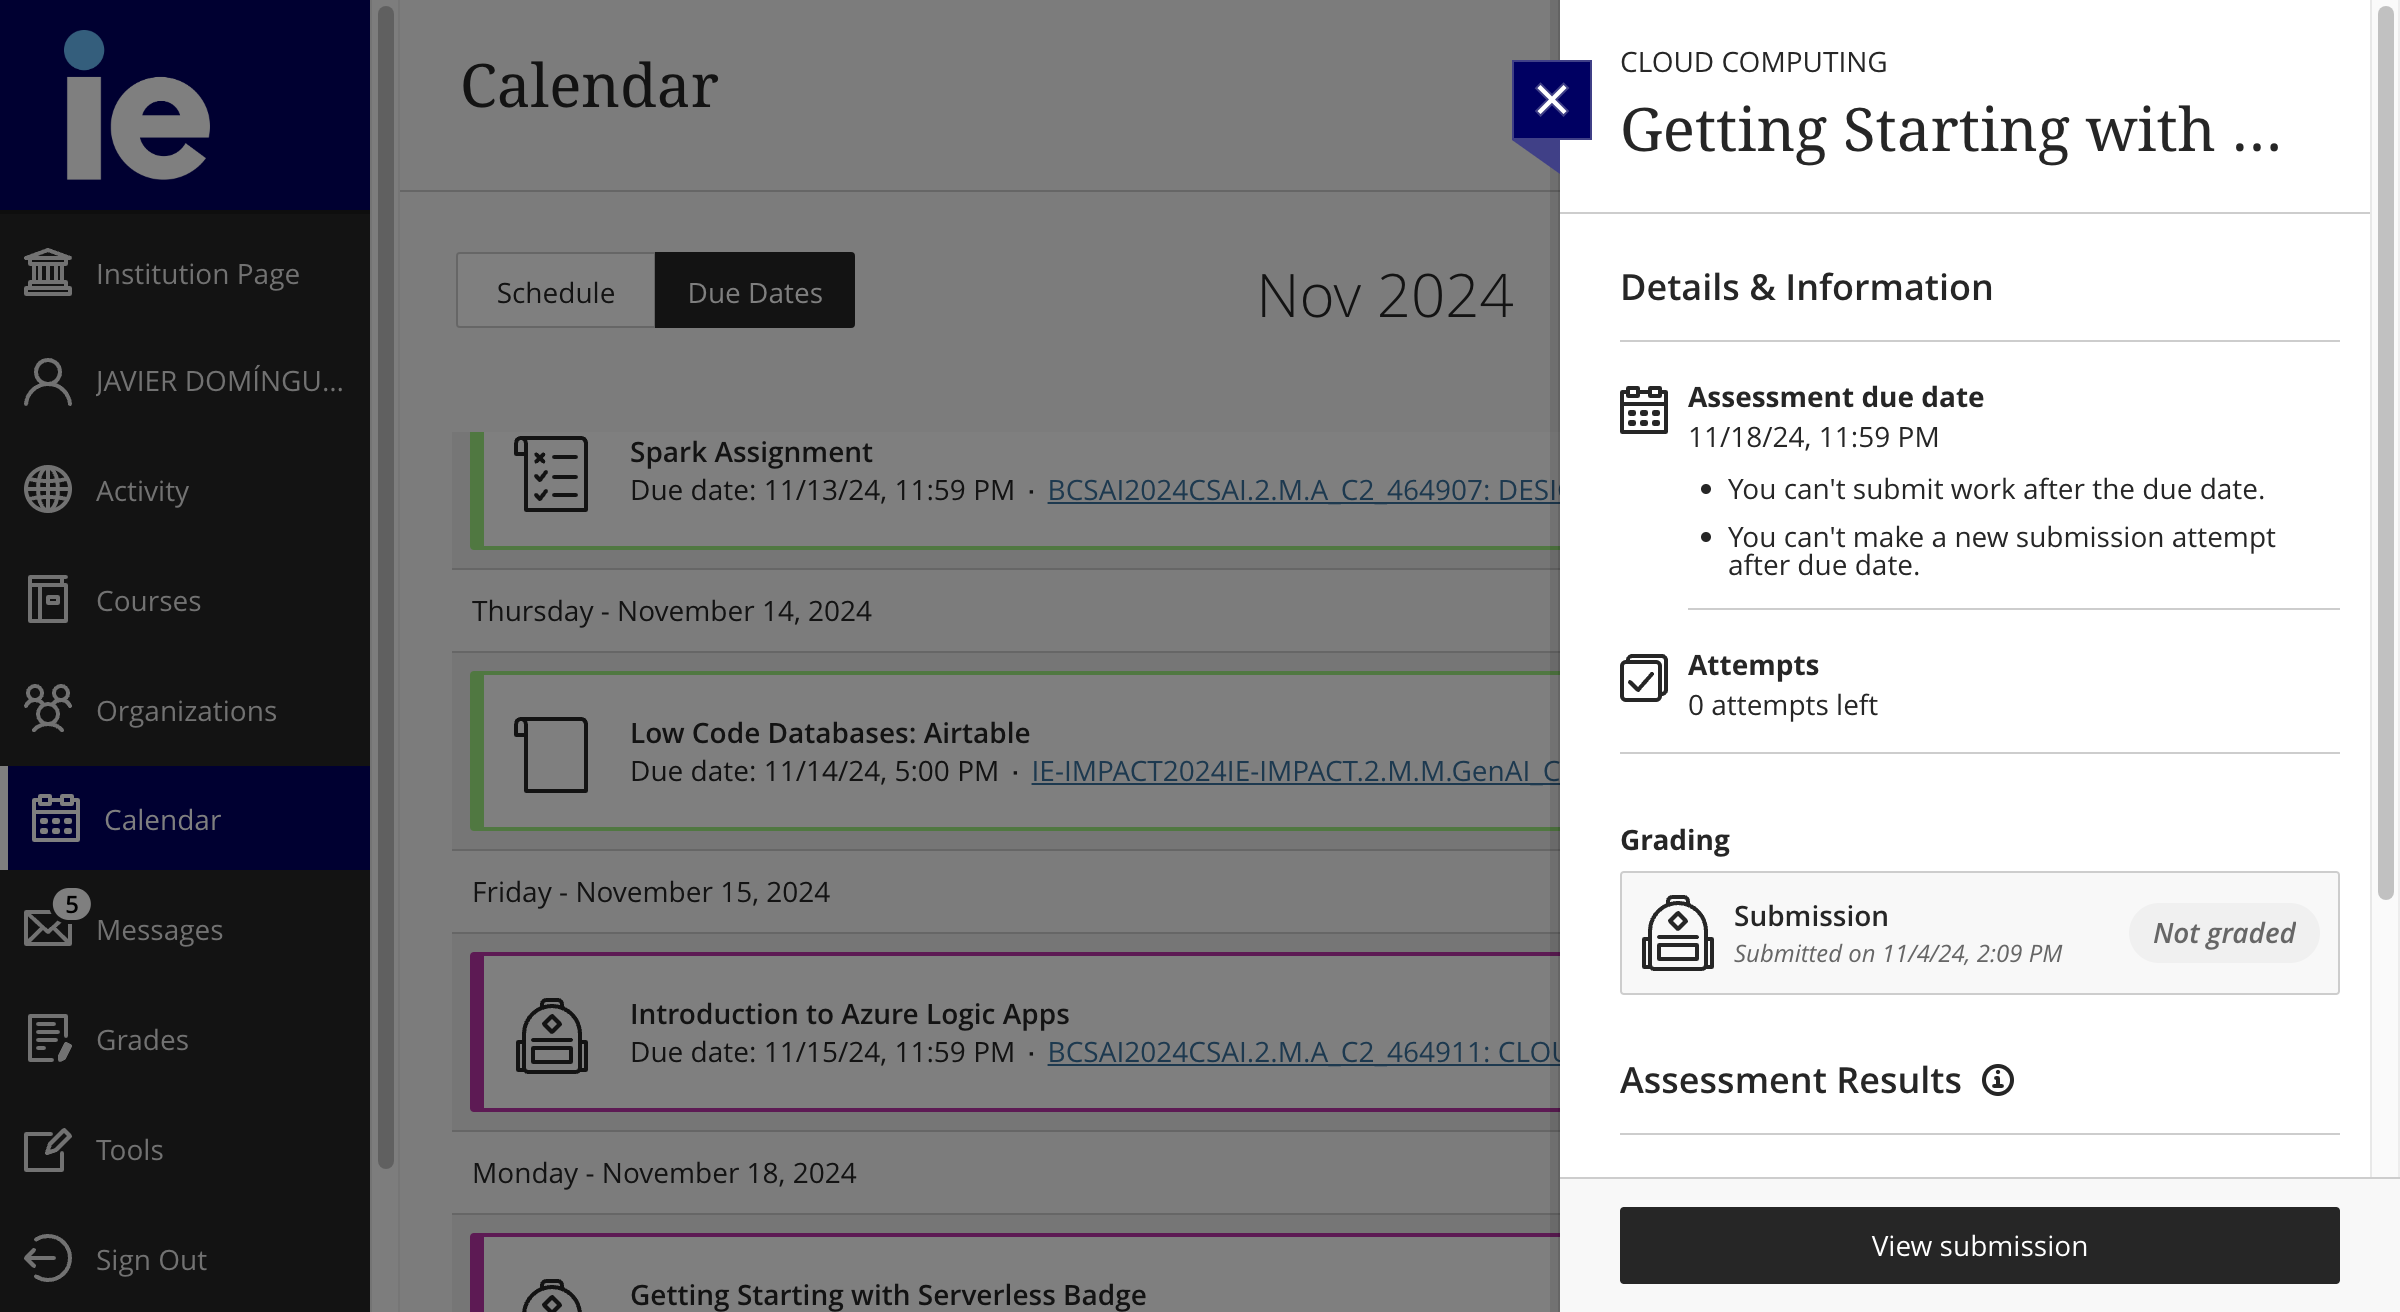 ie
Institution Page
JAVIER DOMÍNGU...
Activity
Courses
Organizations
Calendar
5
Messages
Grades
Tools
Sign Out
Calendar
Schedule
Due Dates
Nov 2024
Spark Assignment
Due date: 11/13/24, 11:59 PM · BCSAI2024CSAI.2.M.A_C2_464907: DESI
Thursday - November 14, 2024
Low Code Databases: Airtable
Due date: 11/14/24, 5:00 PM · IE-IMPACT2024IE-IMPACT.2.M.M.GenAI_C
Friday - November 15, 2024
Introduction to Azure Logic Apps
Due date: 11/15/24, 11:59 PM · BCSAI2024CSAI.2.M.A_C2_464911: CLOU
Monday - November 18, 2024
Getting Starting with Serverless Badge
CLOUD COMPUTING
Getting Starting with ...
Details & Information
Assessment due date
11/18/24, 11:59 PM
• You can't submit work after the due date.
• You can't make a new submission attempt
after due date.
Attempts
0 attempts left
Grading
Submission
Submitted on 11/4/24, 2:09 PM
Not graded
Assessment Results
View submission